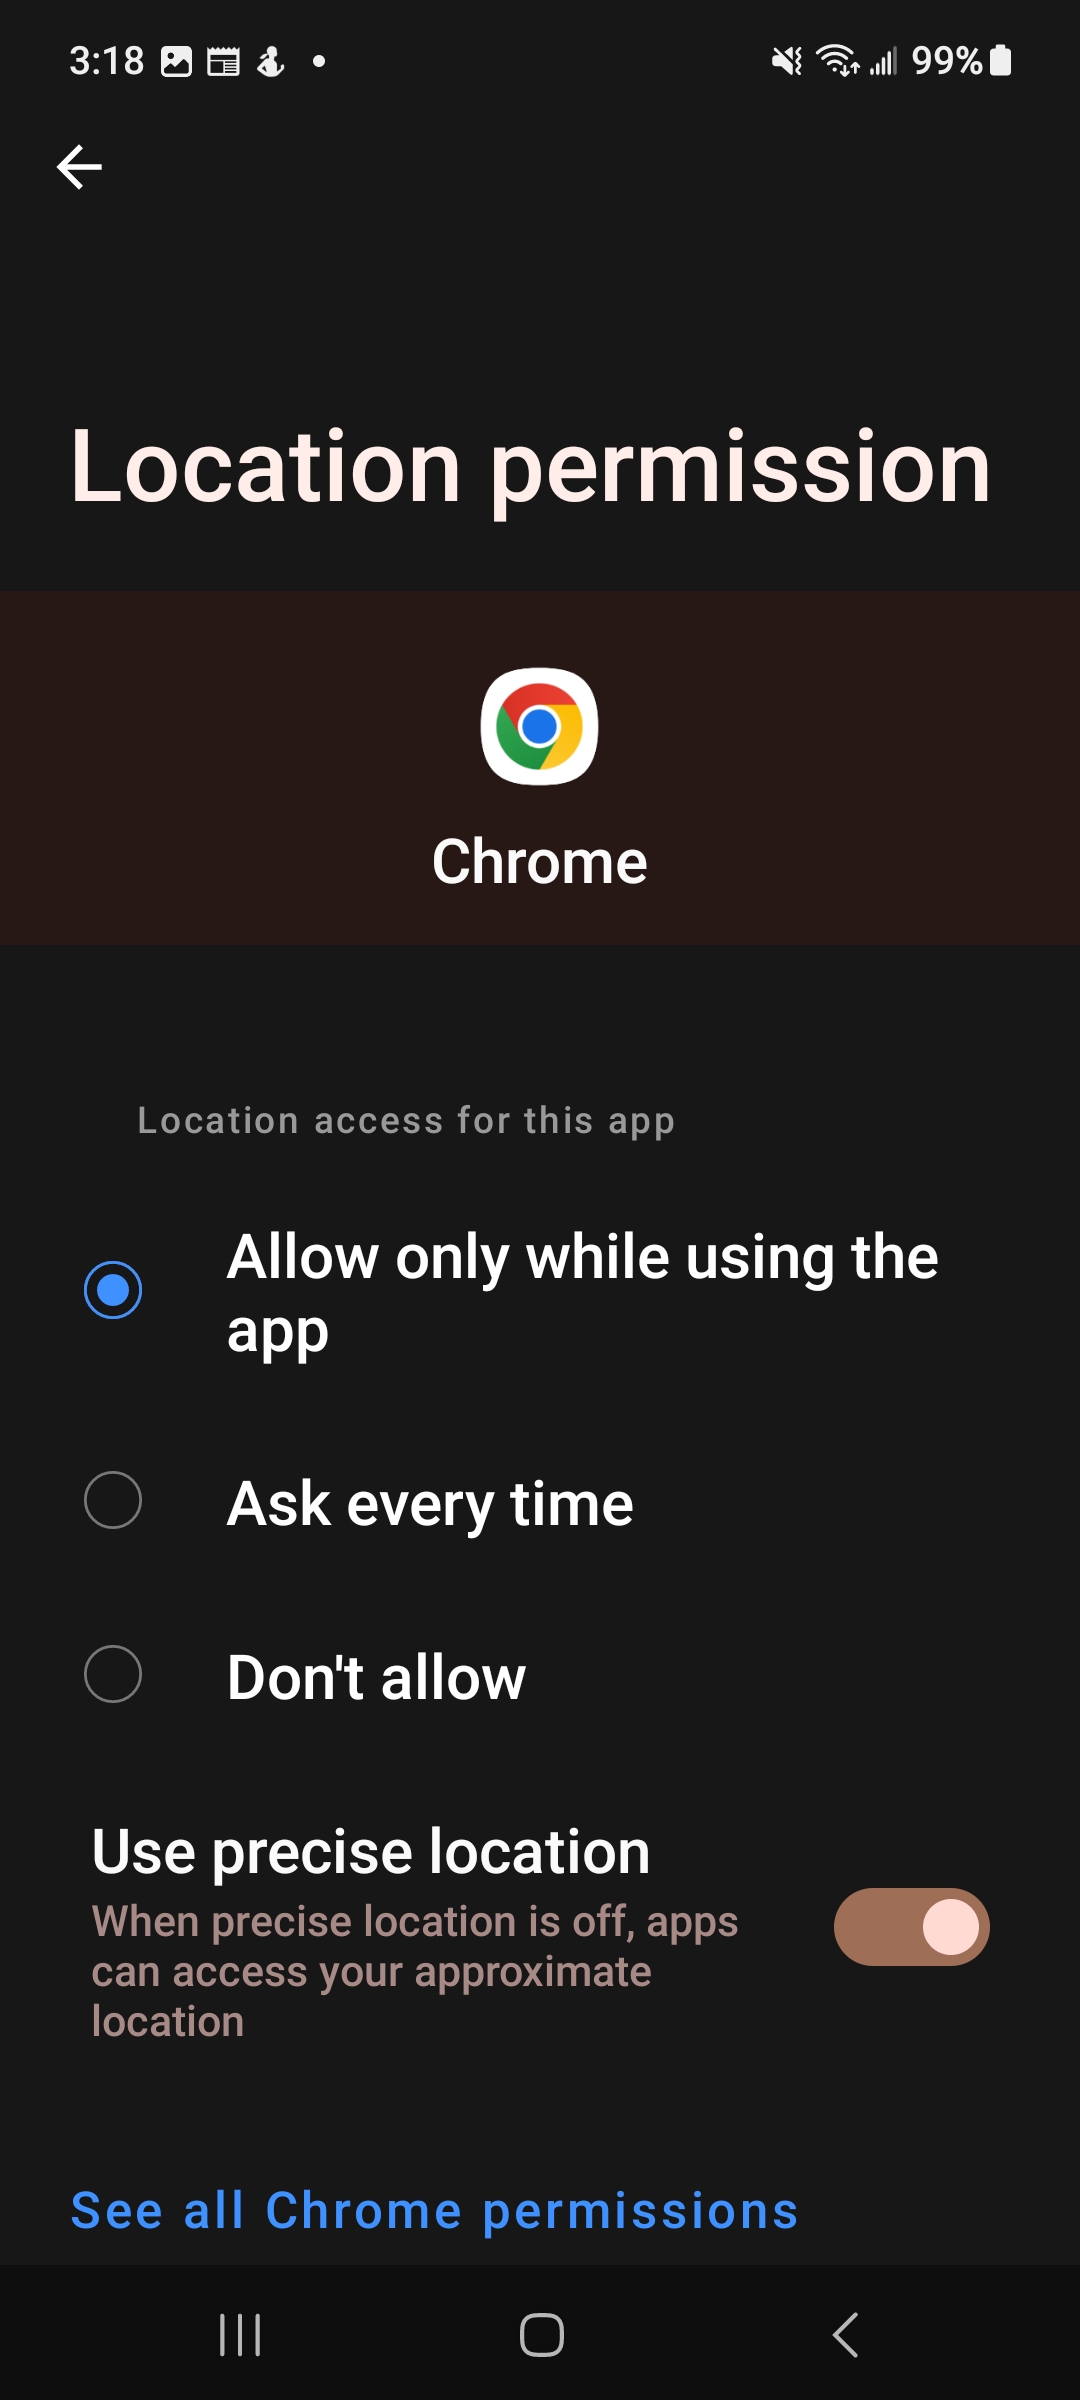 3:18 99%
Location permission
Chrome
Location access for this app
Allow only while using the
app
Ask every time
Don't allow
Use precise location
When precise location is off, apps
can access your approximate
location
See all Chrome permissions